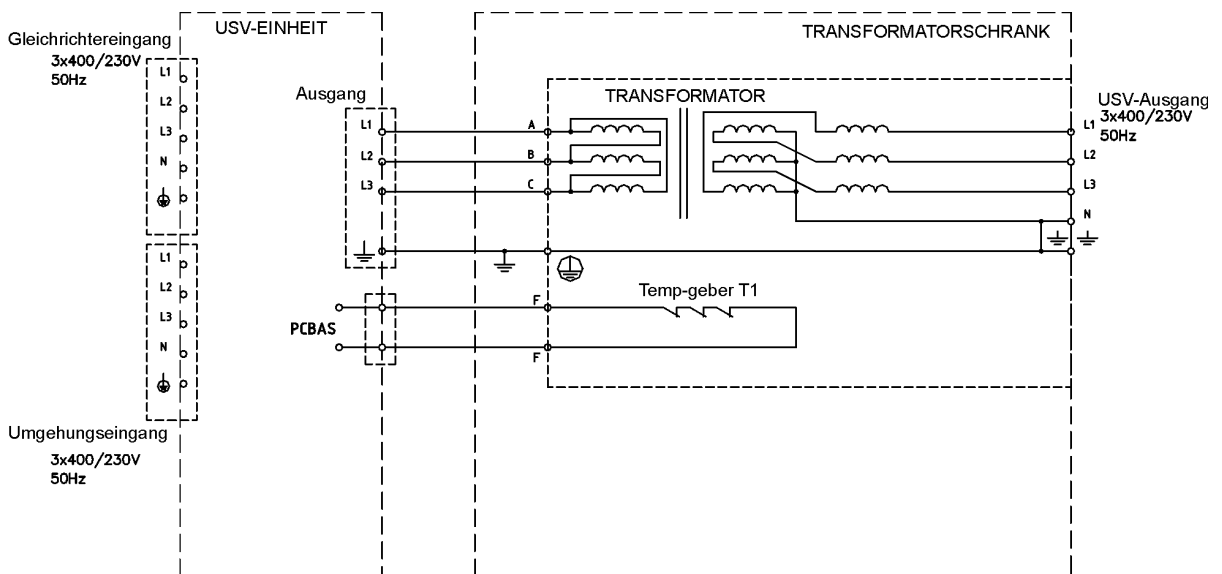 USV-EINHEIT
TRANSFORMATORSCHRANK
Gleichrichtereingang
3x400/230V
50Hz
L1
L2
L3
N
Ausgang
L1
L2
L3
TRANSFORMATOR
A
B
C
USV-Ausgang
3x400/230V
50Hz
L1
L2
L3
N
L1
L2
L3
N
PCBAS
F
F
Temp-geber T1
Umgehungseingang
3x400/230V
50Hz